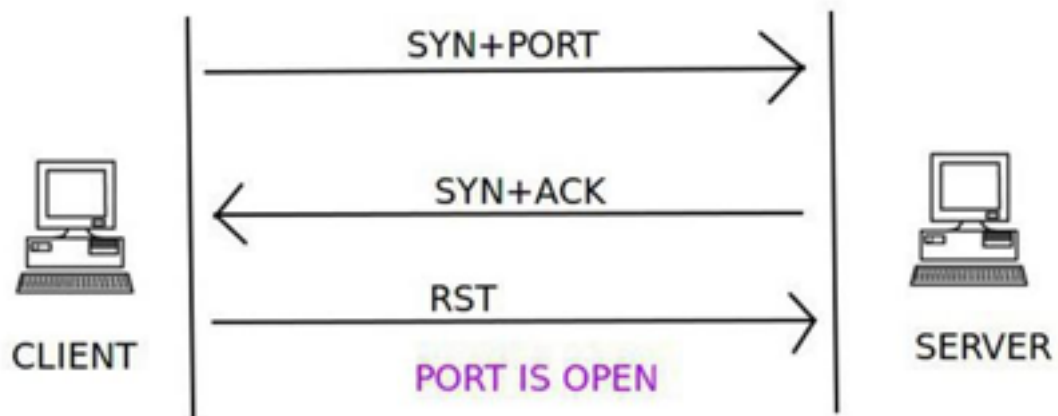 SYN+PORT
SYN+ACK
RST
CLIENT
SERVER
PORT IS OPEN